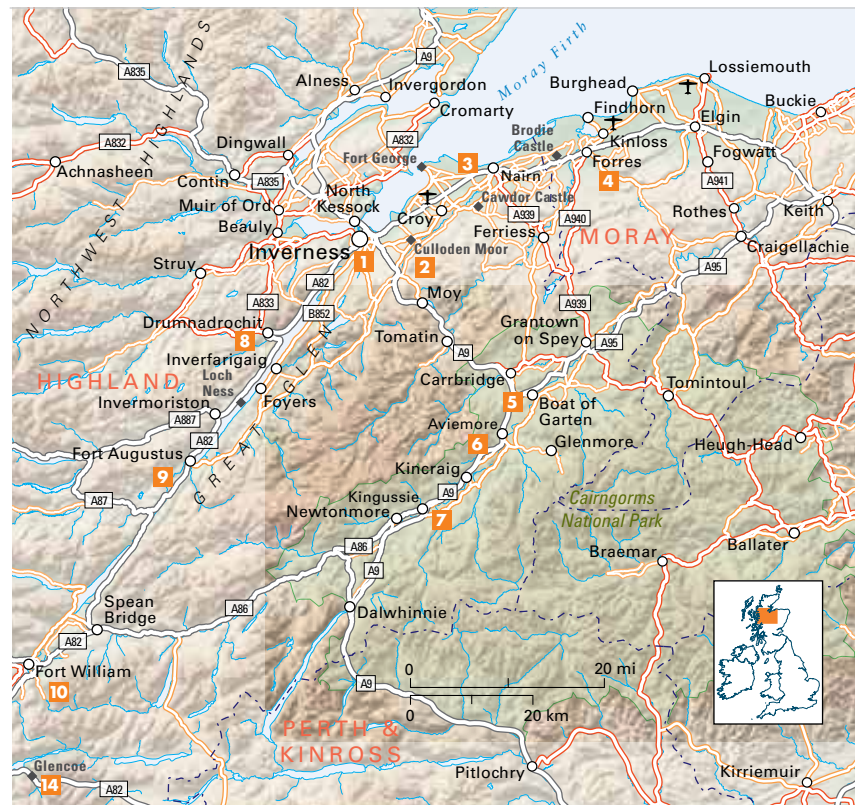 A835
A9
Alness
Invergordon
Cromarty
Moray Firth
Burghead
Lossiemouth
Findhorn
Buckie
Elgin
A832
A832
Dingwall
Brodie
Castle
Kinloss
Fort George
3
Nairn
Forres
4
Fogwatt
A941
Achnasheen
Contin
A835
NORTHWEST HIGHLANDS
Muir of Ord
North
Kessock
Croy
Cawdor Castle
A939
A940
Rothes
Keith
Beauly
Ferriess
MORAY
Craigellachie
Inverness
1
Culloden Moor
2
Struy
A82
A95
A833
B852
Moy
A939
Drumnadrochit
8
Tomatin
A9
Grantown
on Spey
A95
Inverfarigaig
HIGHLAND
Loch
Ness
Foyers
Carrbridge
5
Boat of
Garten
Tomintoul
Invermoriston
A887
A82
GREAT GLEN
Aviemore
6
Glenmore
Heugh-Head
Fort Augustus
9
Kincraig
A87
Kingussie
A9
Newtonmore
7
Cairngorms
National Park
A86
A9
Braemar
Ballater
A86
Spean
Bridge
Dalwhinnie
A82
Fort William
10
0
20 mi
A9
0
20 km
PERTH &
KINROSS
Glencoe
14
A82
Pitlochry
Kirriemuir